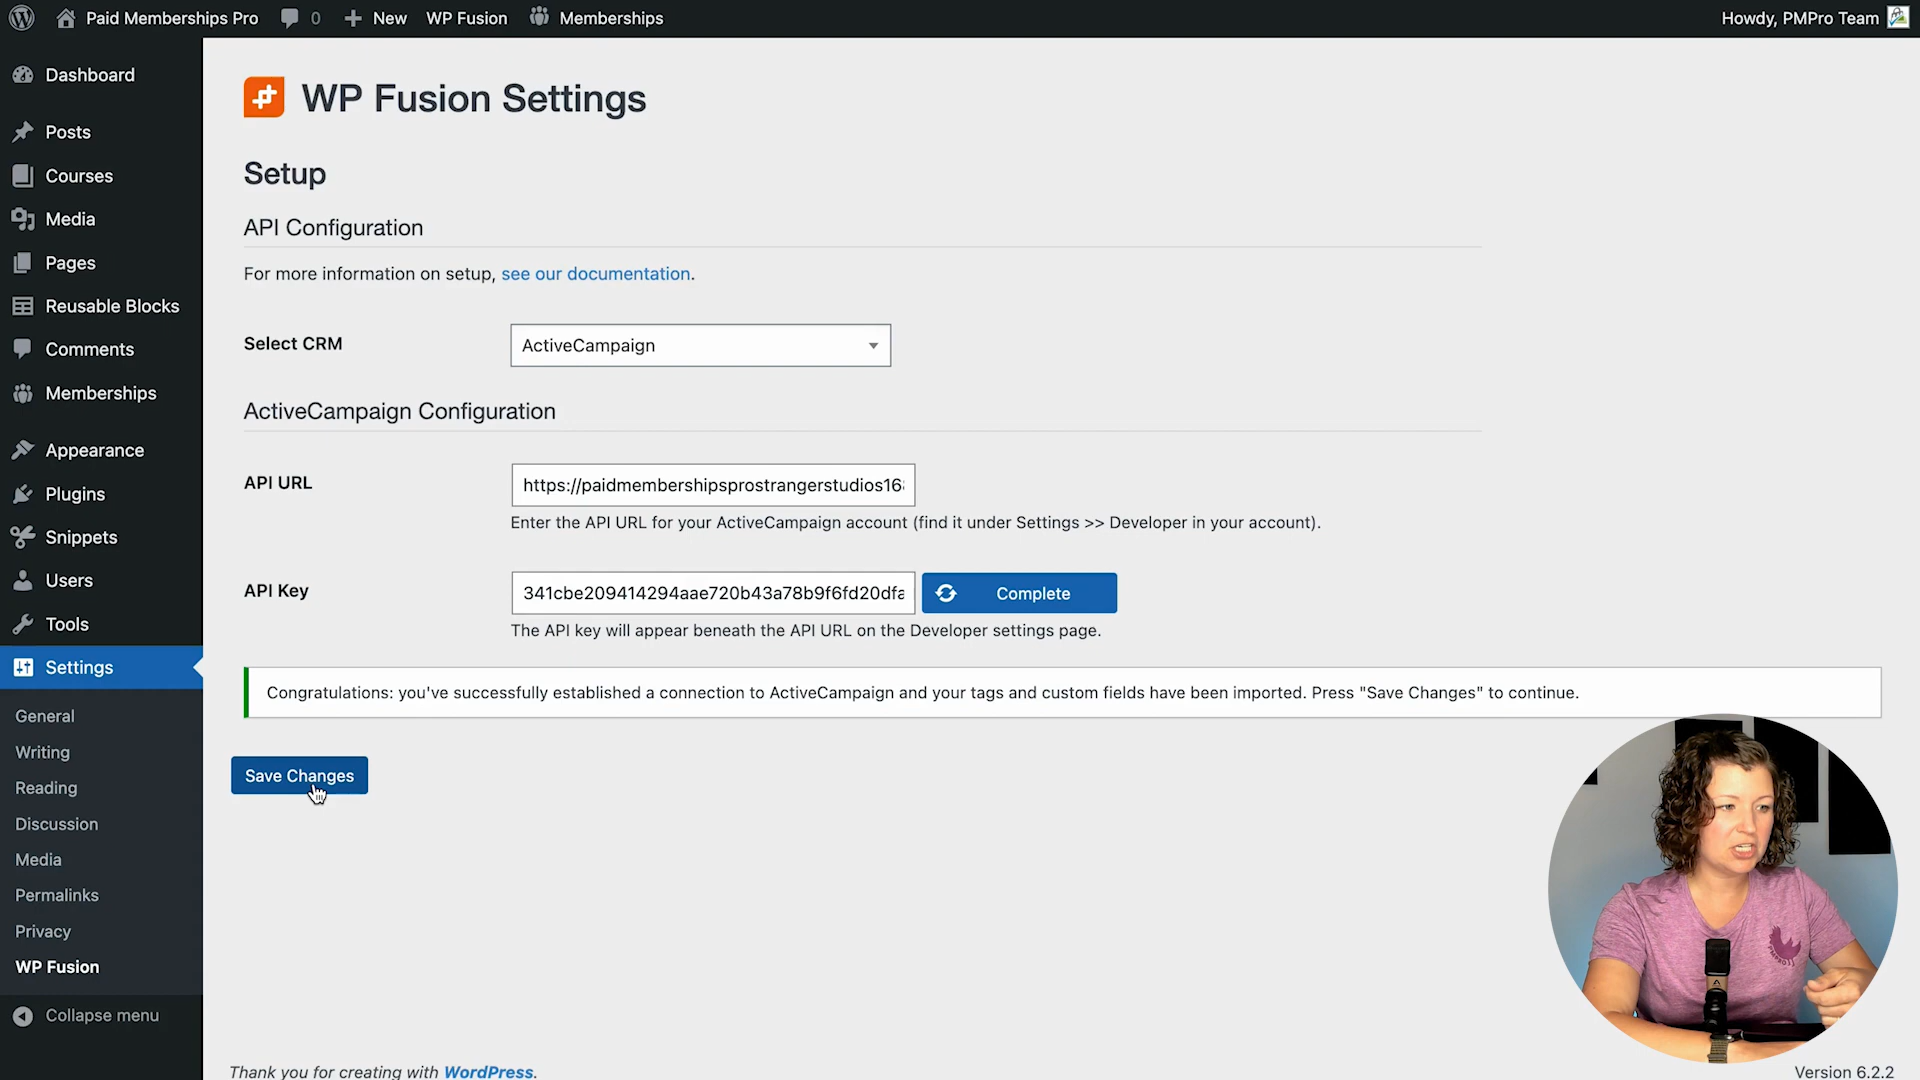 Paid Memberships Pro 0 New WP Fusion Memberships Howdy, PMPro Team
Dashboard
Posts
Courses
Media
Pages
Reusable Blocks
Comments
Memberships
Appearance
Plugins
Snippets
Users
Tools
Settings
General
Writing
Reading
Discussion
Media
Permalinks
Privacy
WP Fusion
Collapse menu
WP Fusion Settings
Setup
API Configuration
For more information on setup, see our documentation.
Select CRM ActiveCampaign
ActiveCampaign Configuration
API URL https://paidmembershipsprostrangerstudios16
Enter the API URL for your ActiveCampaign account (find it under Settings >> Developer in your account).
API Key 341cbe209414294aae720b43a78b9f6fd20dfa Complete
The API key will appear beneath the API URL on the Developer settings page.
Congratulations: you've successfully established a connection to ActiveCampaign and your tags and custom fields have been imported. Press "Save Changes" to continue.
Save Changes
Thank you for creating with WordPress. Version 6.2.2